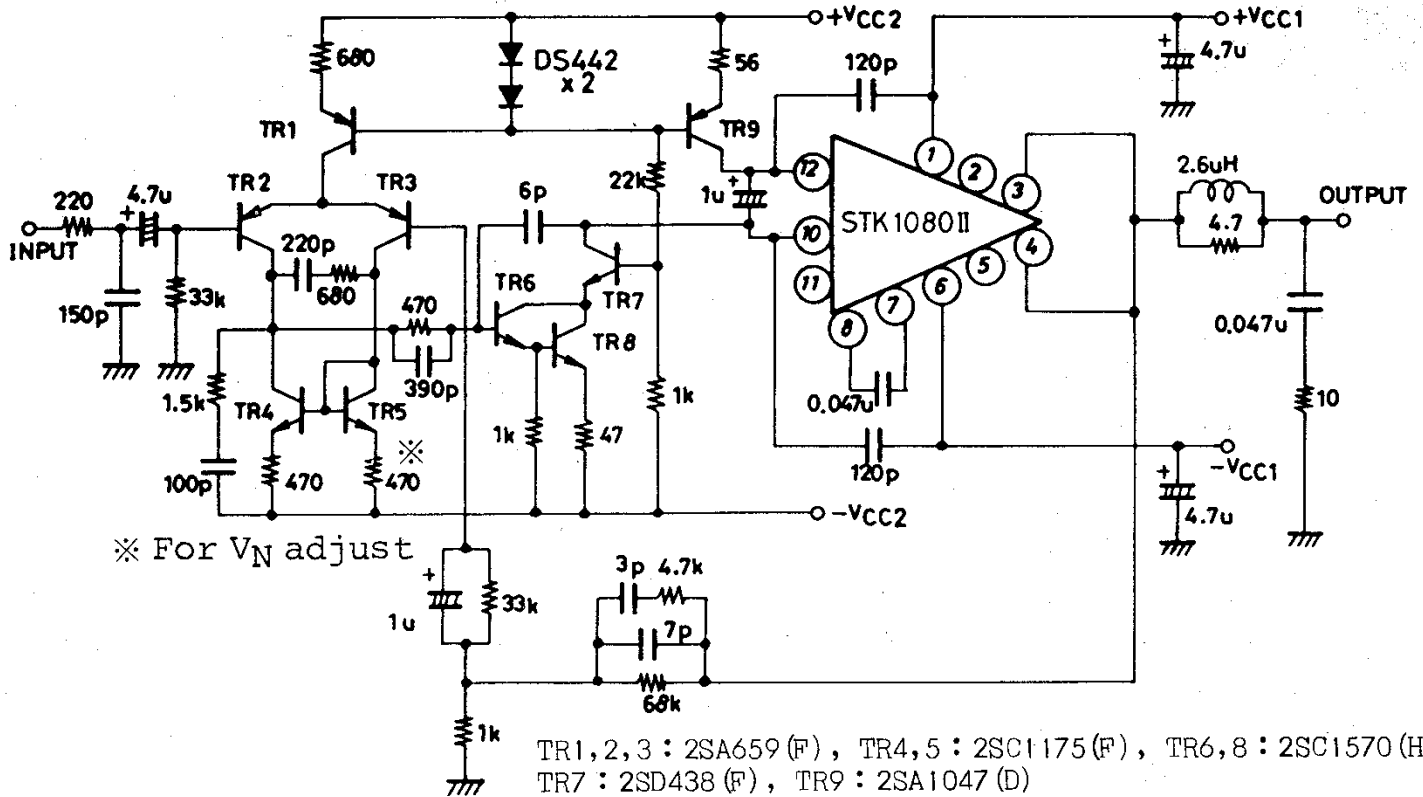 +VCC2
+VCC1
680
DS442
x 2
56
120p
+
4.7u
TR1
TR9
12
1
2
3
2.6uH
OUTPUT
4.7
220
4.7u
+
TR2
TR3
22k
6p
+
1u
10
STK1080II
4
INPUT
220p
680
11
5
6
7
8
150p
33k
470
TR6
TR7
TR8
0.047u
390p
1.5k
TR4
TR5
※
1k
0.047u
10
1k
47
120p
-VCC1
100p
470
470
+
4.7u
-VCC2
※ For VN adjust
+
1u
33k
3p
4.7k
7p
68k
1k
TR1,2,3 : 2SA659(F), TR4,5 : 2SC1175(F), TR6,8 : 2SC1570(H
TR7 : 2SD438(F), TR9 : 2SA1047(D)